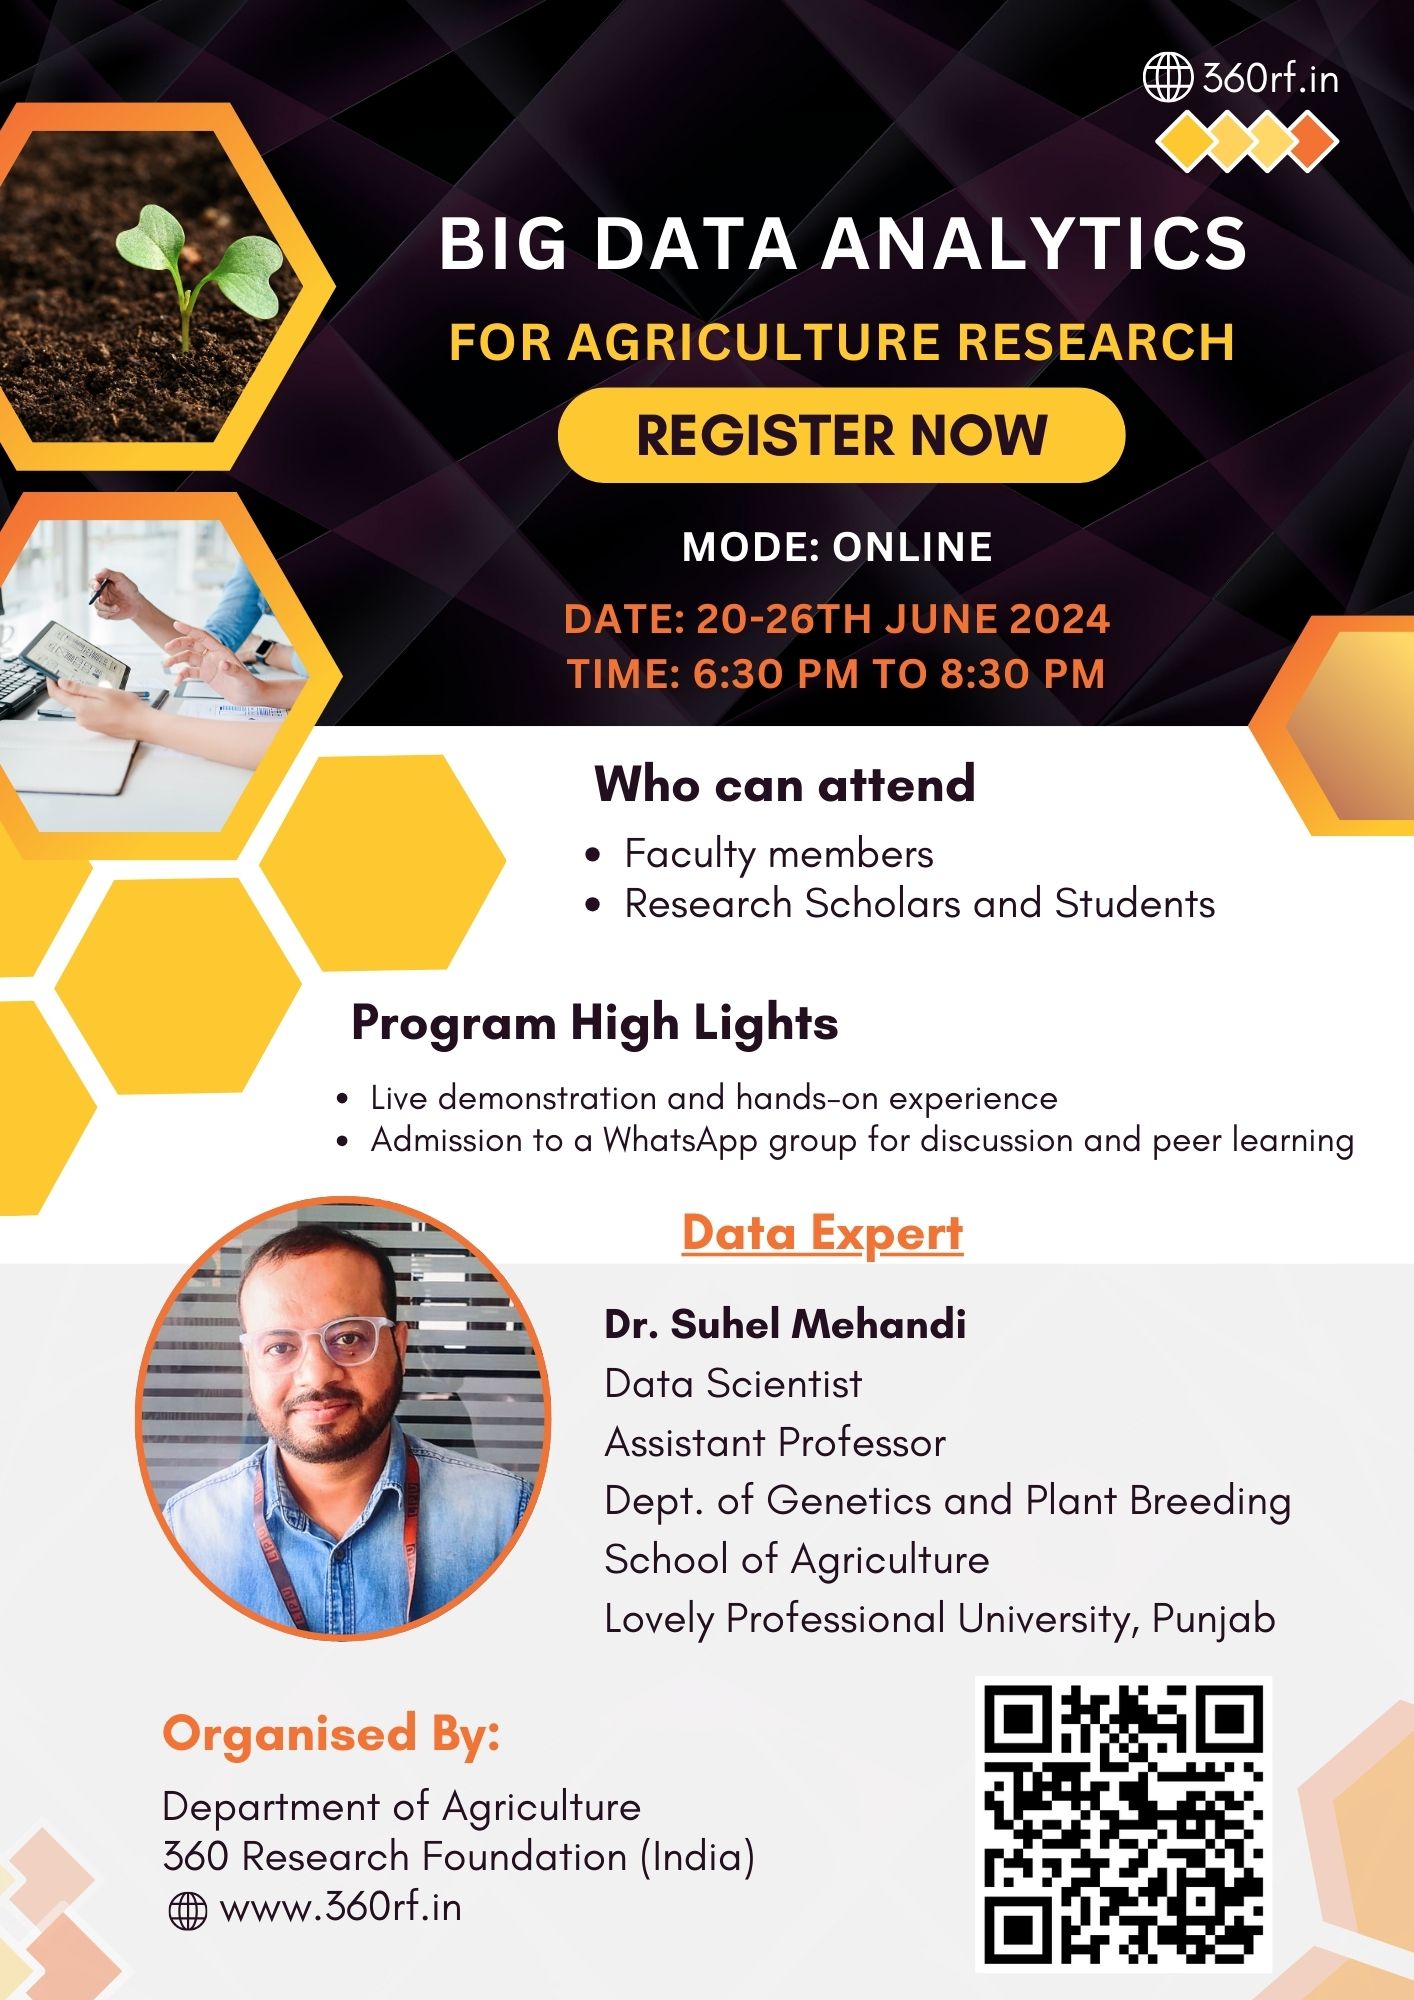 360rf.in
BIG DATA ANALYTICS
FOR AGRICULTURE RESEARCH
REGISTER NOW
MODE: ONLINE
DATE: 20-26TH JUNE 2024
TIME: 6:30 PM TO 8:30 PM
Who can attend
• Faculty members
• Research Scholars and Students
Program High Lights
• Live demonstration and hands-on experience
• Admission to a WhatsApp group for discussion and peer learning
Data Expert
Dr. Suhel Mehandi
Data Scientist
Assistant Professor
Dept. of Genetics and Plant Breeding
School of Agriculture
Lovely Professional University, Punjab
Organised By:
Department of Agriculture
360 Research Foundation (India)
www.360rf.in